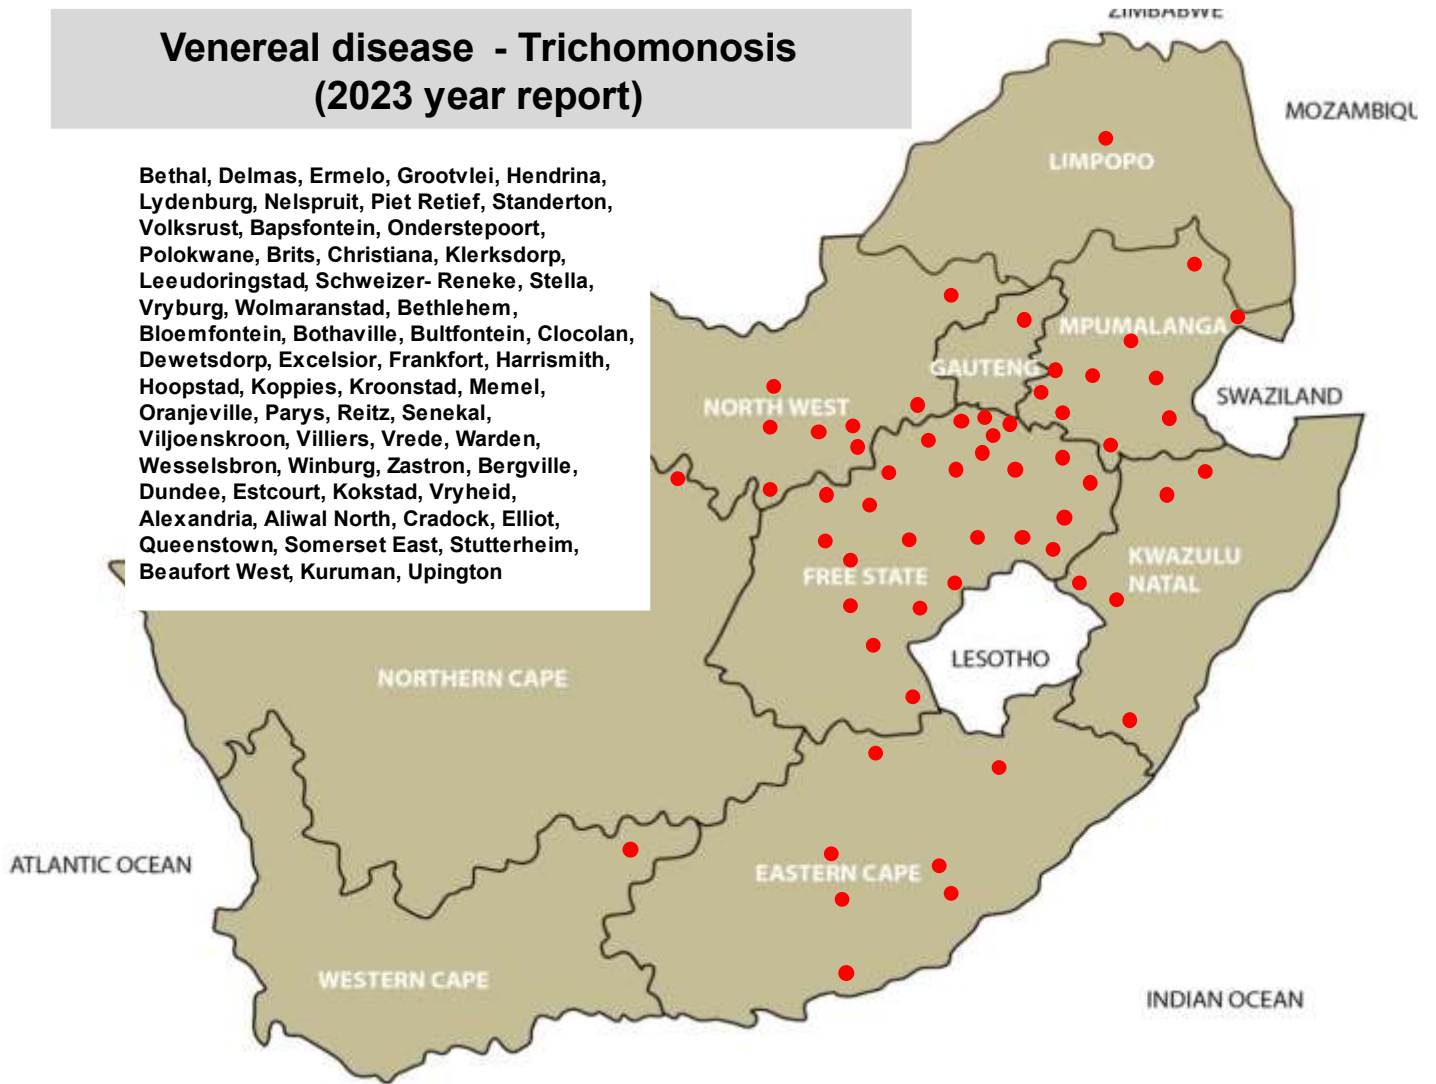 Venereal disease - Trichomonosis
(2023 year report)
Bethal, Delmas, Ermelo, Grootvlei, Hendrina,
Lydenburg, Nelspruit, Piet Retief, Standerton,
Volksrust, Bapsfontein, Onderstepoort,
Polokwane, Brits, Christiana, Klerksdorp,
Leeudoringstad, Schweizer- Reneke, Stella,
Vryburg, Wolmaranstad, Bethlehem,
Bloemfontein, Bothaville, Bultfontein, Clocolan,
Dewetsdorp, Excelsior, Frankfort, Harrismith,
Hoopstad, Koppies, Kroonstad, Memel,
Oranjeville, Parys, Reitz, Senekal,
Viljoenskroon, Villiers, Vrede, Warden,
Wesselsbron, Winburg, Zastron, Bergville,
Dundee, Estcourt, Kokstad, Vryheid,
Alexandria, Aliwal North, Cradock, Elliot,
Queenstown, Somerset East, Stutterheim,
Beaufort West, Kuruman, Upington
ZIMBABWE
MOZAMBIQU
LIMPOPO
MPUMALANGA
GAUTENG
SWAZILAND
NORTH WEST
KWAZULU
NATAL
FREE STATE
LESOTHO
NORTHERN CAPE
ATLANTIC OCEAN
EASTERN CAPE
WESTERN CAPE
INDIAN OCEAN